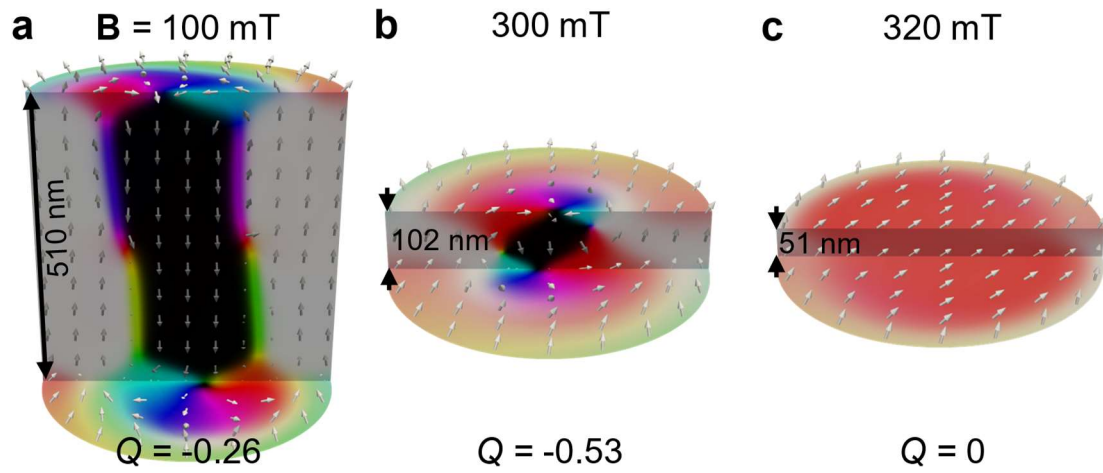 a B = 100 mT
b 300 mT
c 320 mT
510 nm
102 nm
51 nm
Q = -0.26
Q = -0.53
Q = 0